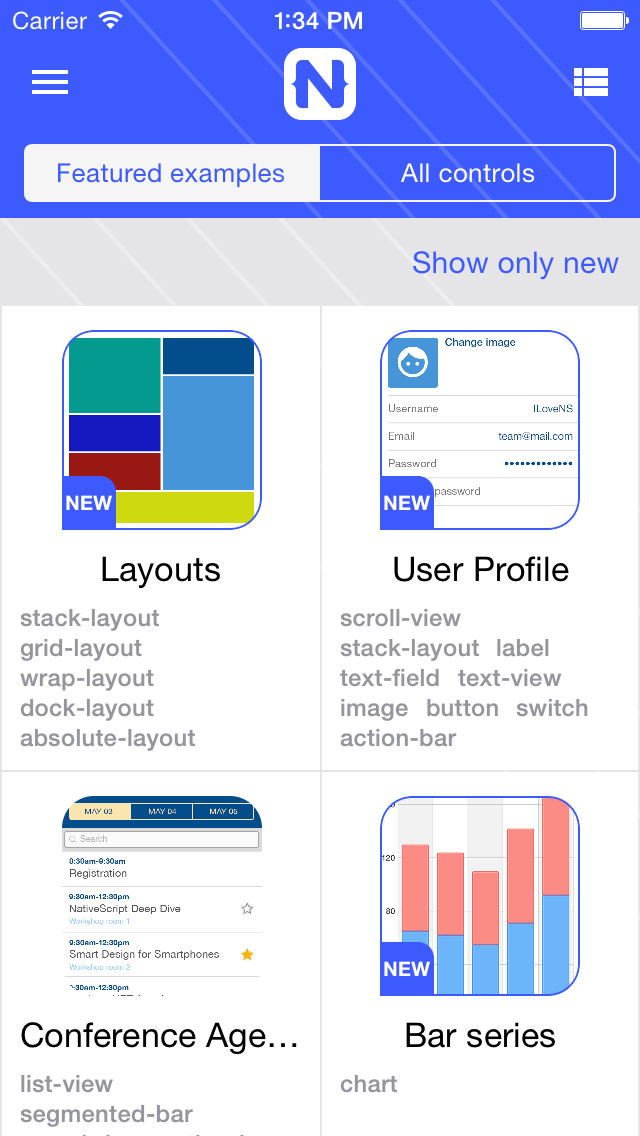 Carrier 1:34 PM
N
Featured examples All controls
Show only new
NEW
Layouts
stack-layout
grid-layout
wrap-layout
dock-layout
absolute-layout
Change image
Username ILoveNS
Email team@mail.com
Password ••••••••••••
password
NEW
User Profile
scroll-view
stack-layout label
text-field text-view
image button switch
action-bar
MAY 03 MAY 04 MAY 05
Search
8:30am-9:30am
Registration
9:30am-12:30pm
NativeScript Deep Dive
Workshop room 1
9:30am-12:30pm
Smart Design for Smartphones
Workshop room 2
Conference Age...
list-view
segmented-bar
120
80
NEW
Bar series
chart